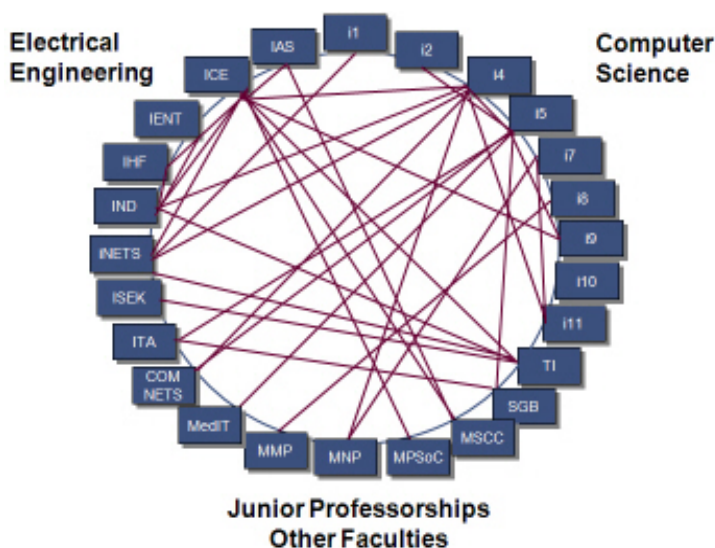 Electrical
Engineering
Computer
Science
i1
i2
i4
i5
i7
i8
i9
i10
i11
TI
SGB
MSCC
MPSoC
MNP
MMP
MedIT
COM
NETS
ITA
ISEK
iNETS
IND
IHF
IENT
ICE
IAS
Junior Professorships
Other Faculties